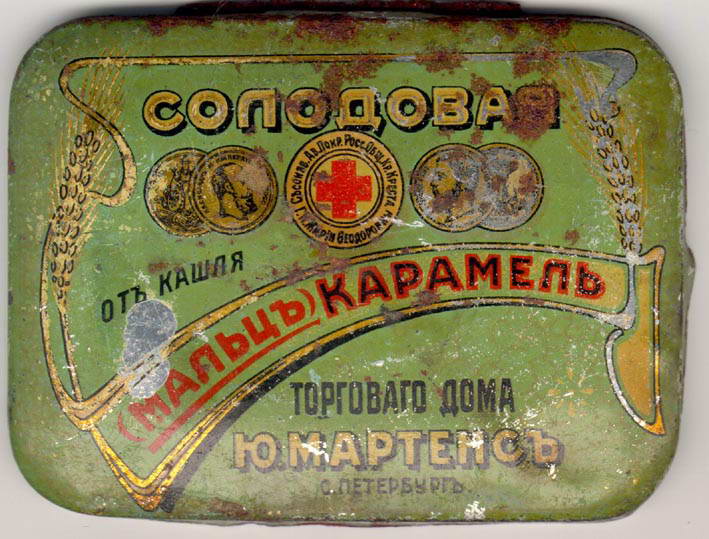 СОЛОДОВАЯ
ОТЪ КАШЛЯ
(МАЛЬЦЪ) КАРАМЕЛЬ
ТОРГОВАГО ДОМА
Ю. МАРТЕНСЪ
С. ПЕТЕРБУРГЪ